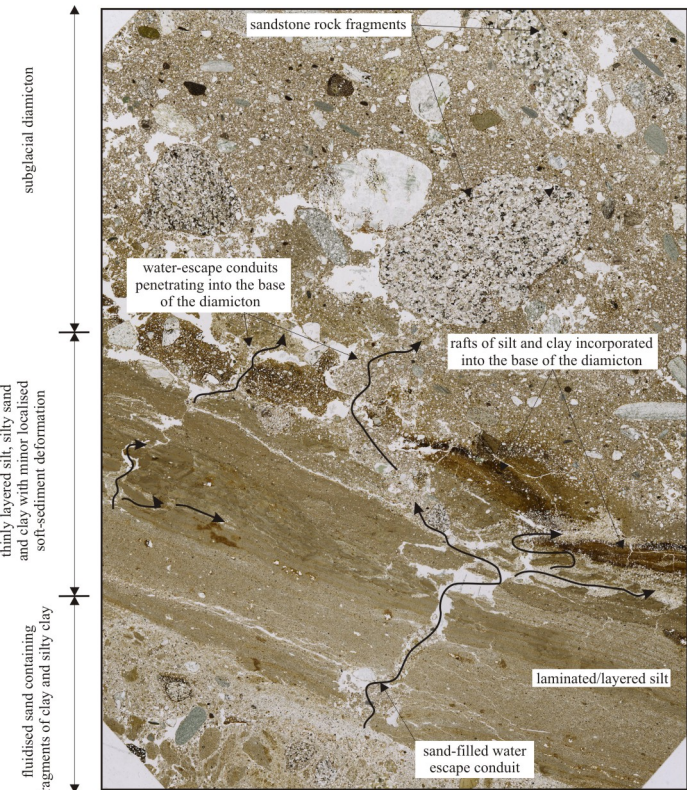 sandstone rock fragments
subglacial diamicton
water-escape conduits
penetrating into the base
of the diamicton
rafts of silt and clay incorporated
into the base of the diamicton
thinly layered silt, silty sand
and clay with minor localised
soft-sediment deformation
laminated/layered silt
fluidised sand containing
ragments of clay and silty clay
sand-filled water
escape conduit